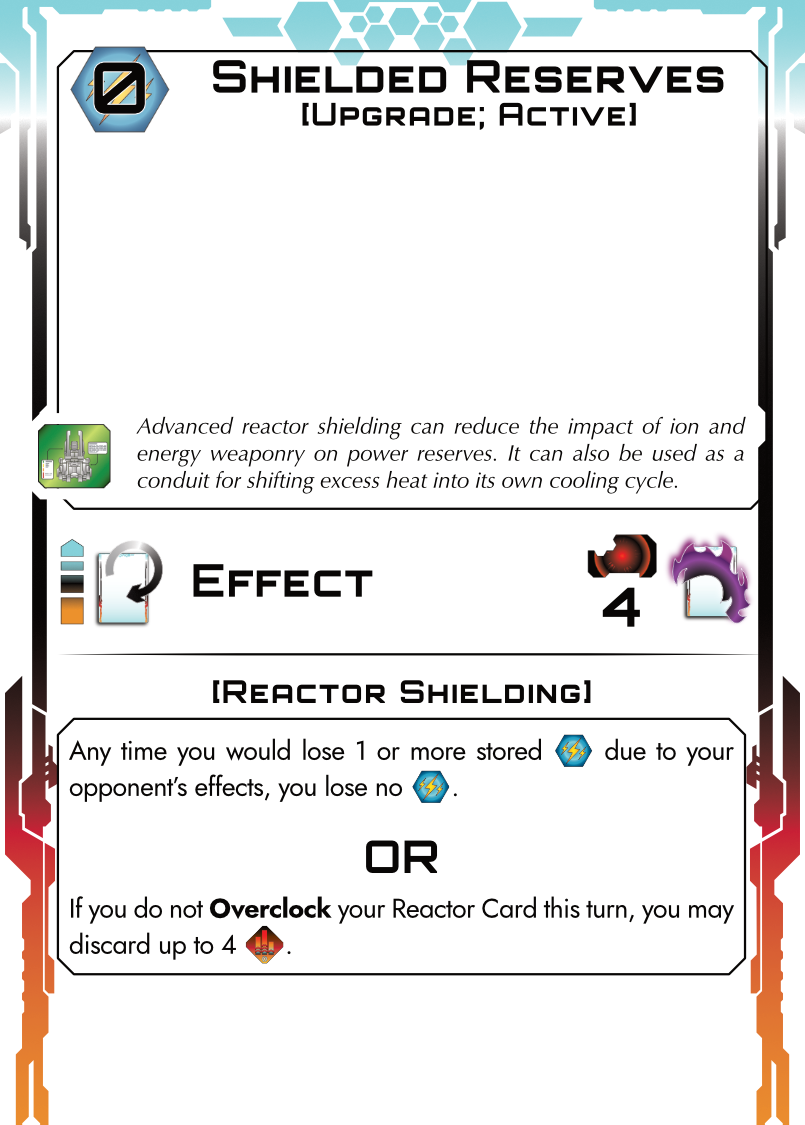 0
Shielded Reserves
[Upgrade; Active]
Advanced reactor shielding can reduce the impact of ion and
energy weaponry on power reserves. It can also be used as a
conduit for shifting excess heat into its own cooling cycle.
Effect
4
[Reactor Shielding]
Any time you would lose 1 or more stored due to your
opponent's effects, you lose no .
OR
If you do not Overclock your Reactor Card this turn, you may
discard up to 4 .